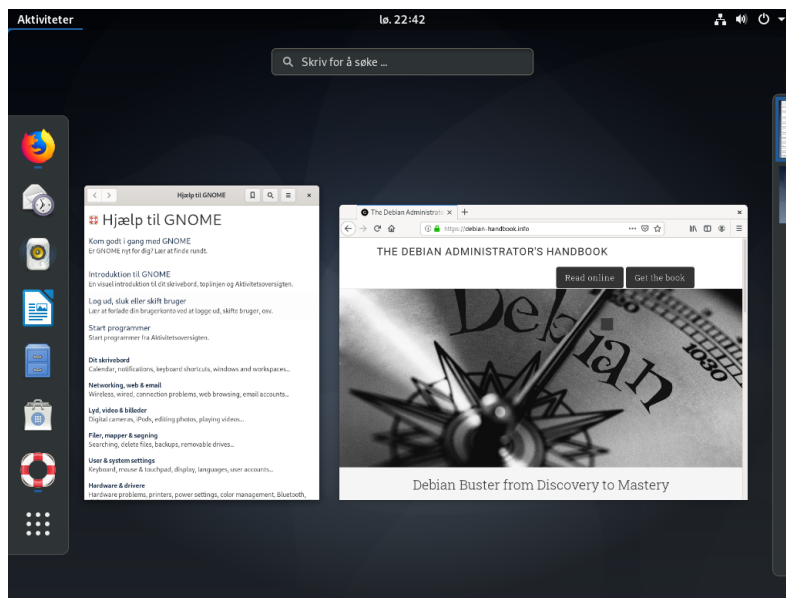 Aktiviteter
lø. 22:42
Skriv for å søke ...
Hjælp til GNOME
Hjælp til GNOME
Kom godt i gang med GNOME
Er GNOME nyt for dig? Lær at finde rundt.
Introduktion til GNOME
En visuel introduktion til dit skrivebord, toplinjen og Aktivitetsoversigten.
Log ud, sluk eller skift bruger
Lær at forlade din brugerkonto ved at logge ud, skifte bruger, osv.
Start programmer
Start programmer fra Aktivitetsoversigten.
Dit skrivebord
Calendar, notifications, keyboard shortcuts, windows and workspaces...
Networking, web & email
Wireless, wired, connection problems, web browsing, email accounts...
Lyd, video & billeder
Digital cameras, iPods, editing photos, playing videos...
Filer, mapper & søgning
Searching, delete files, backups, removable drives...
User & system settings
Keyboard, mouse & touchpad, display, languages, user accounts...
Hardware & drivere
Hardware problems, printers, power settings, color management, Bluetooth,
The Debian Administrato
https://debian-handbook.info
THE DEBIAN ADMINISTRATOR'S HANDBOOK
Read online
Get the book
Debian
1030
1030
Debian Buster from Discovery to Mastery